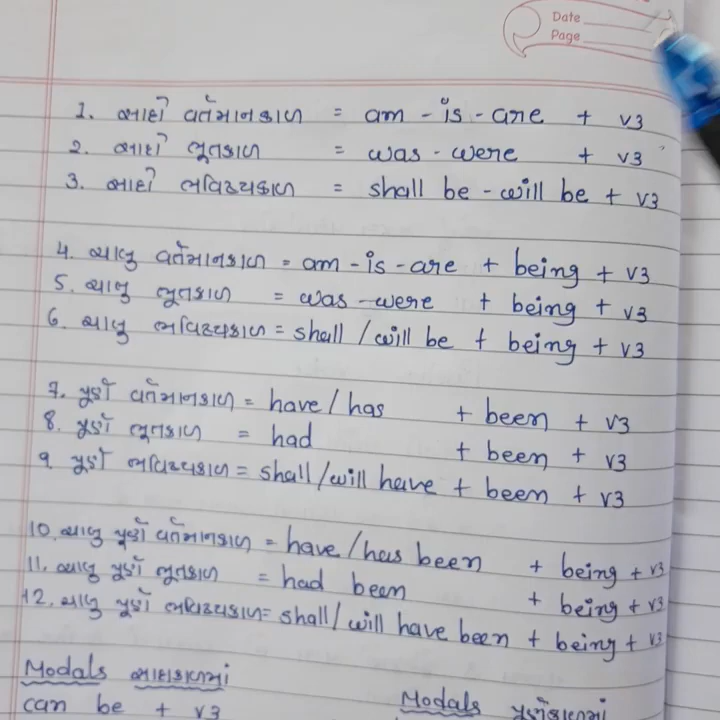 Date
Page
1. સાદો વર્તમાનકાળ = am - is - are + v3
2. સાદો ભૂતકાળ = was - were + v3
3. સાદો ભવિષ્યકાળ = shall be - will be + v3
4. ચાલુ વર્તમાનકાળ = am - is - are + being + v3
5. ચાલુ ભૂતકાળ = was - were + being + v3
6. ચાલુ ભવિષ્યકાળ = shall / will be + being + v3
7. પૂર્ણ વર્તમાનકાળ = have / has + been + v3
8. પૂર્ણ ભૂતકાળ = had + been + v3
9 પૂર્ણ ભવિષ્યકાળ = shall / will have + been + v3
10. ચાલુ પૂર્ણ વર્તમાનકાળ = have / has been + being + v3
11. ચાલુ પૂર્ણ ભૂતકાળ = had been + being + v3
12. ચાલુ પૂર્ણ ભવિષ્યકાળ = shall / will have been + being + v3
Modals સાદાકાળમાં
can be + v3
Modals પૂર્ણકાળમાં